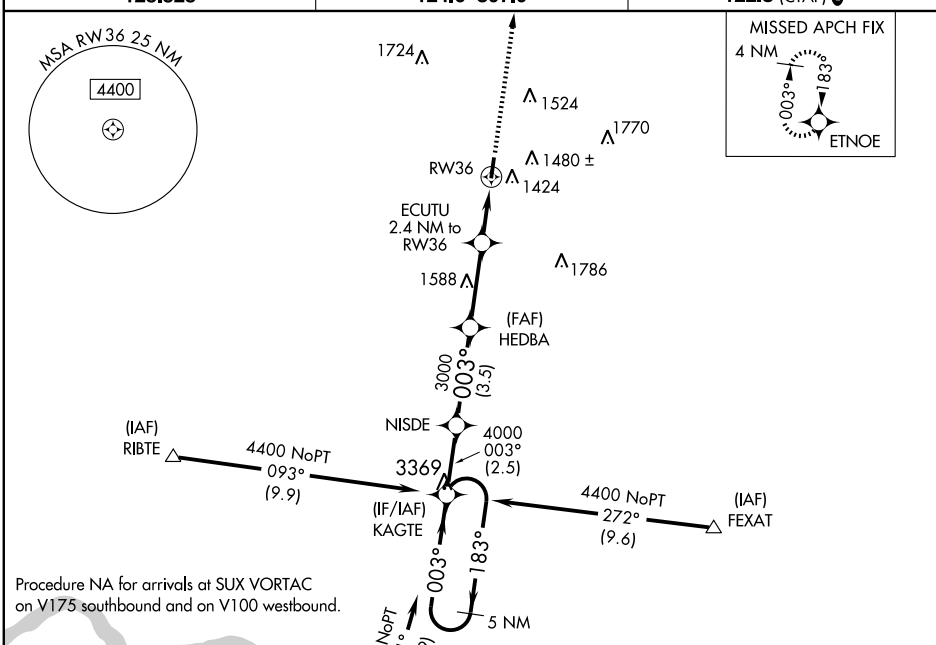 MSA RW36 25 NM
4400
1724
1524
1770
1480 ±
1424
RW36
ECUTU
2.4 NM to
RW36
1786
1588
(FAF)
HEDBA
3000
003°
(3.5)
NISDE
4000
003°
(2.5)
(IAF)
RIBTE
4400 NoPT
093°
(9.9)
3369
(IF/IAF)
KAGTE
4400 NoPT
272°
(9.6)
(IAF)
FEXAT
003°
183°
5 NM
NoPT
Procedure NA for arrivals at SUX VORTAC
on V175 southbound and on V100 westbound.
MISSED APCH FIX
4 NM
003°
183°
ETNOE